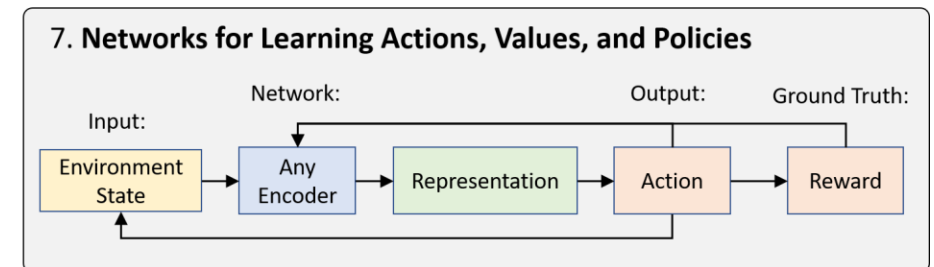 7. Networks for Learning Actions, Values, and Policies
Network:
Output:
Ground Truth:
Input:
Environment
State
Any
Encoder
Representation
Action
Reward